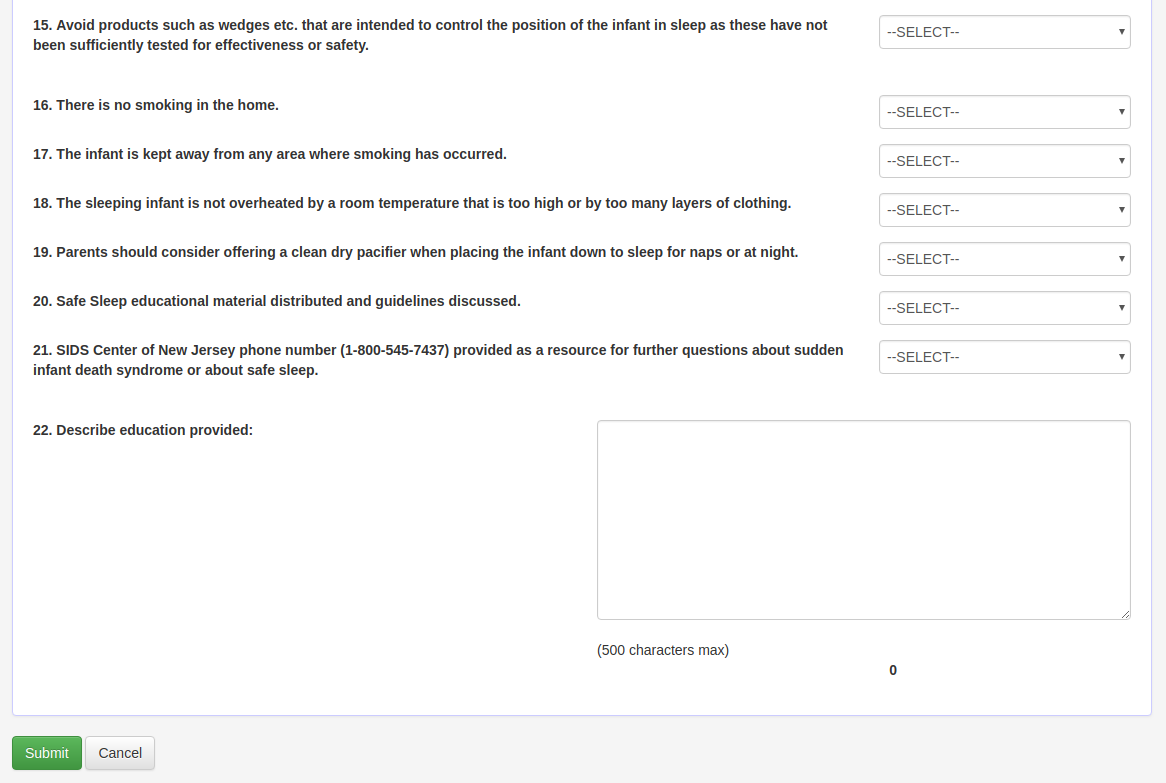 15. Avoid products such as wedges etc. that are intended to control the position of the infant in sleep as these have not
been sufficiently tested for effectiveness or safety.
--SELECT--
16. There is no smoking in the home.
--SELECT--
17. The infant is kept away from any area where smoking has occurred.
--SELECT--
18. The sleeping infant is not overheated by a room temperature that is too high or by too many layers of clothing.
--SELECT--
19. Parents should consider offering a clean dry pacifier when placing the infant down to sleep for naps or at night.
--SELECT--
20. Safe Sleep educational material distributed and guidelines discussed.
--SELECT--
21. SIDS Center of New Jersey phone number (1-800-545-7437) provided as a resource for further questions about sudden
infant death syndrome or about safe sleep.
--SELECT--
22. Describe education provided:
(500 characters max)
0
Submit
Cancel